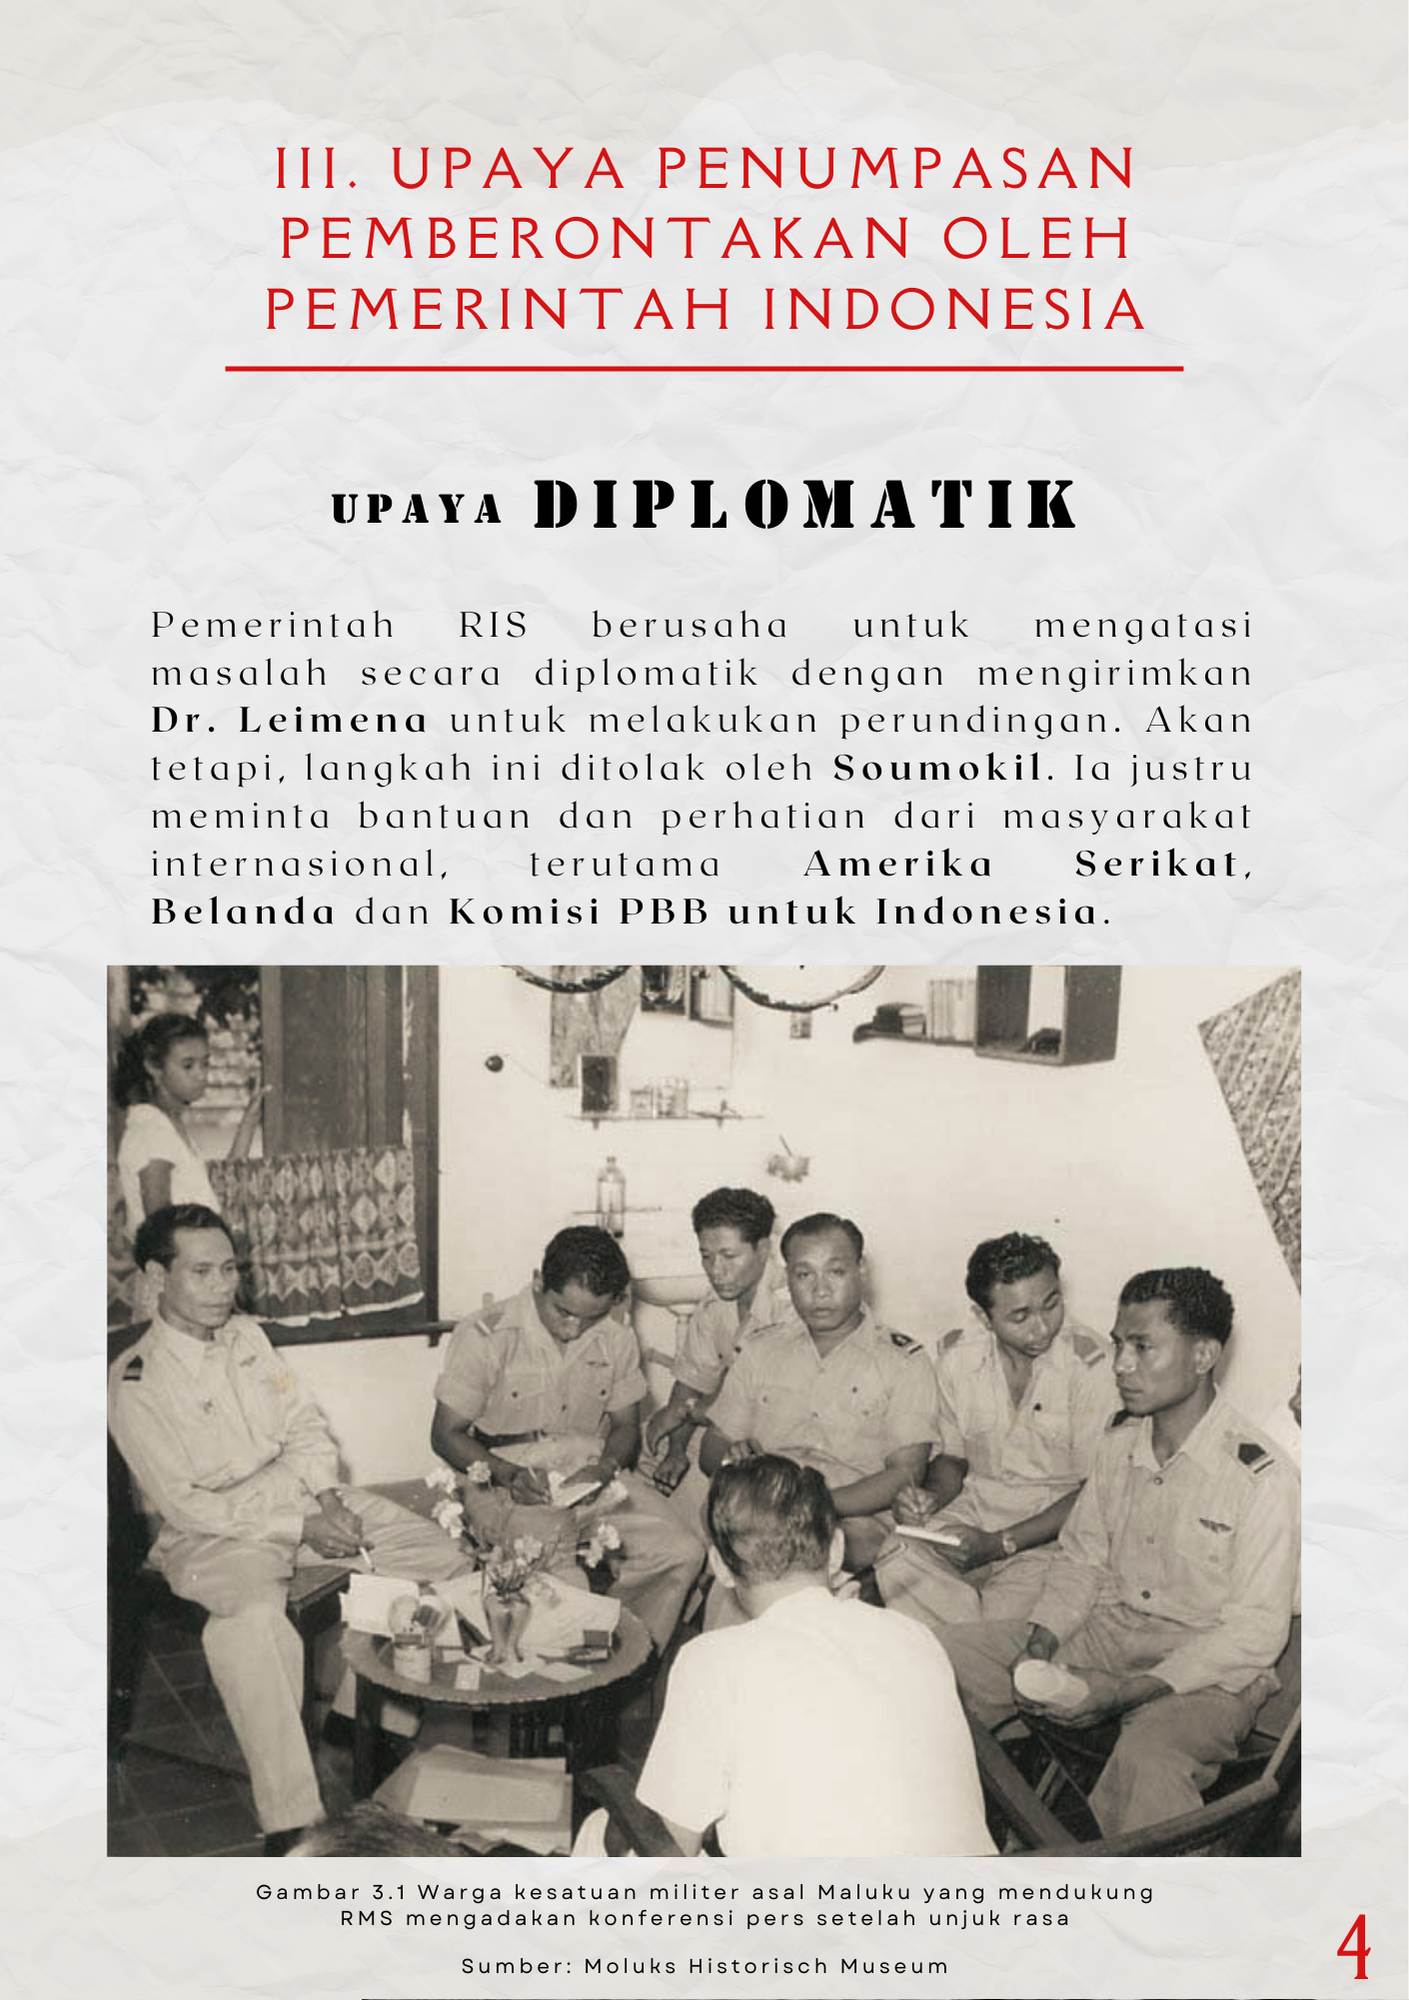 III. UPAYA PENUMPASAN
PEMBERONTAKAN OLEH
PEMERINTAH INDONESIA
UPAYA DIPLOMATIK
Pemerintah RIS berusaha untuk mengatasi
masalah secara diplomatik dengan mengirimkan
Dr. Leimena untuk melakukan perundingan. Akan
tetapi, langkah ini ditolak oleh Soumokil. Ia justru
meminta bantuan dan perhatian dari masyarakat
internasional, terutama Amerika Serikat,
Belanda dan Komisi PBB untuk Indonesia.
Gambar 3.1 Warga kesatuan militer asal Maluku yang mendukung
RMS mengadakan konferensi pers setelah unjuk rasa
Sumber: Moluks Historisch Museum
4